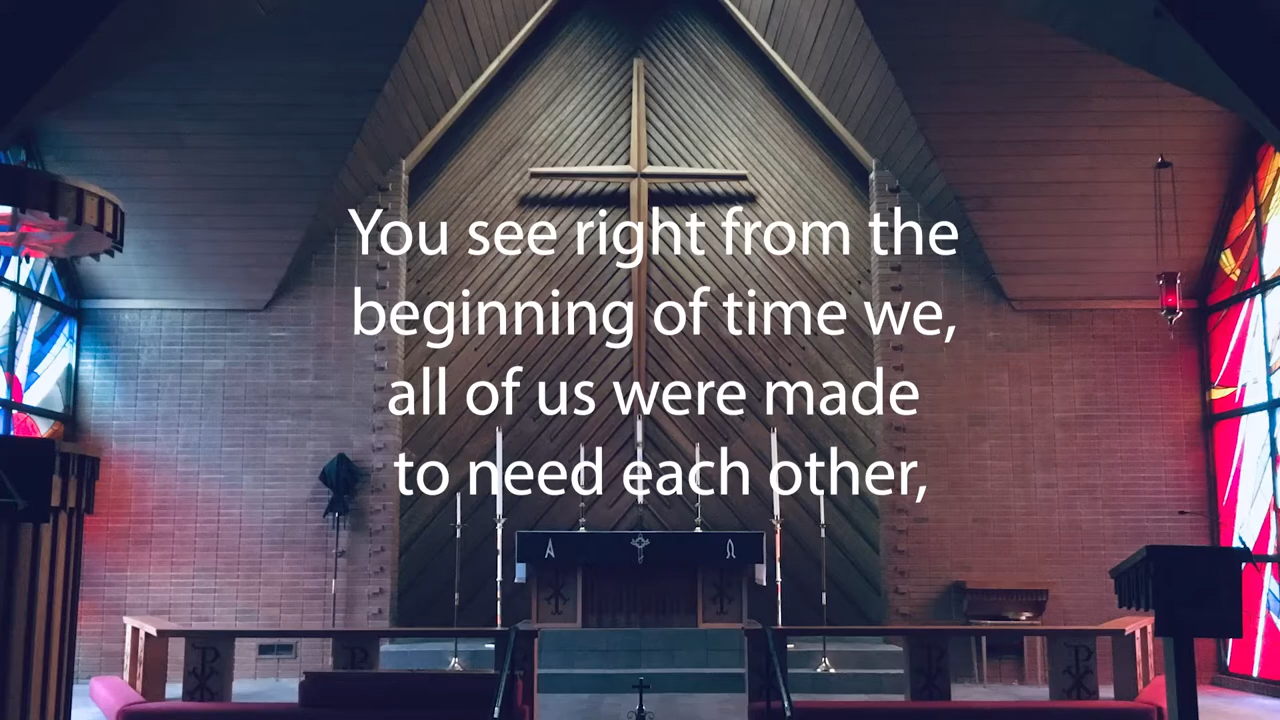 You see right from the
beginning of time we,
all of us were made
to need each other,
Α Ω